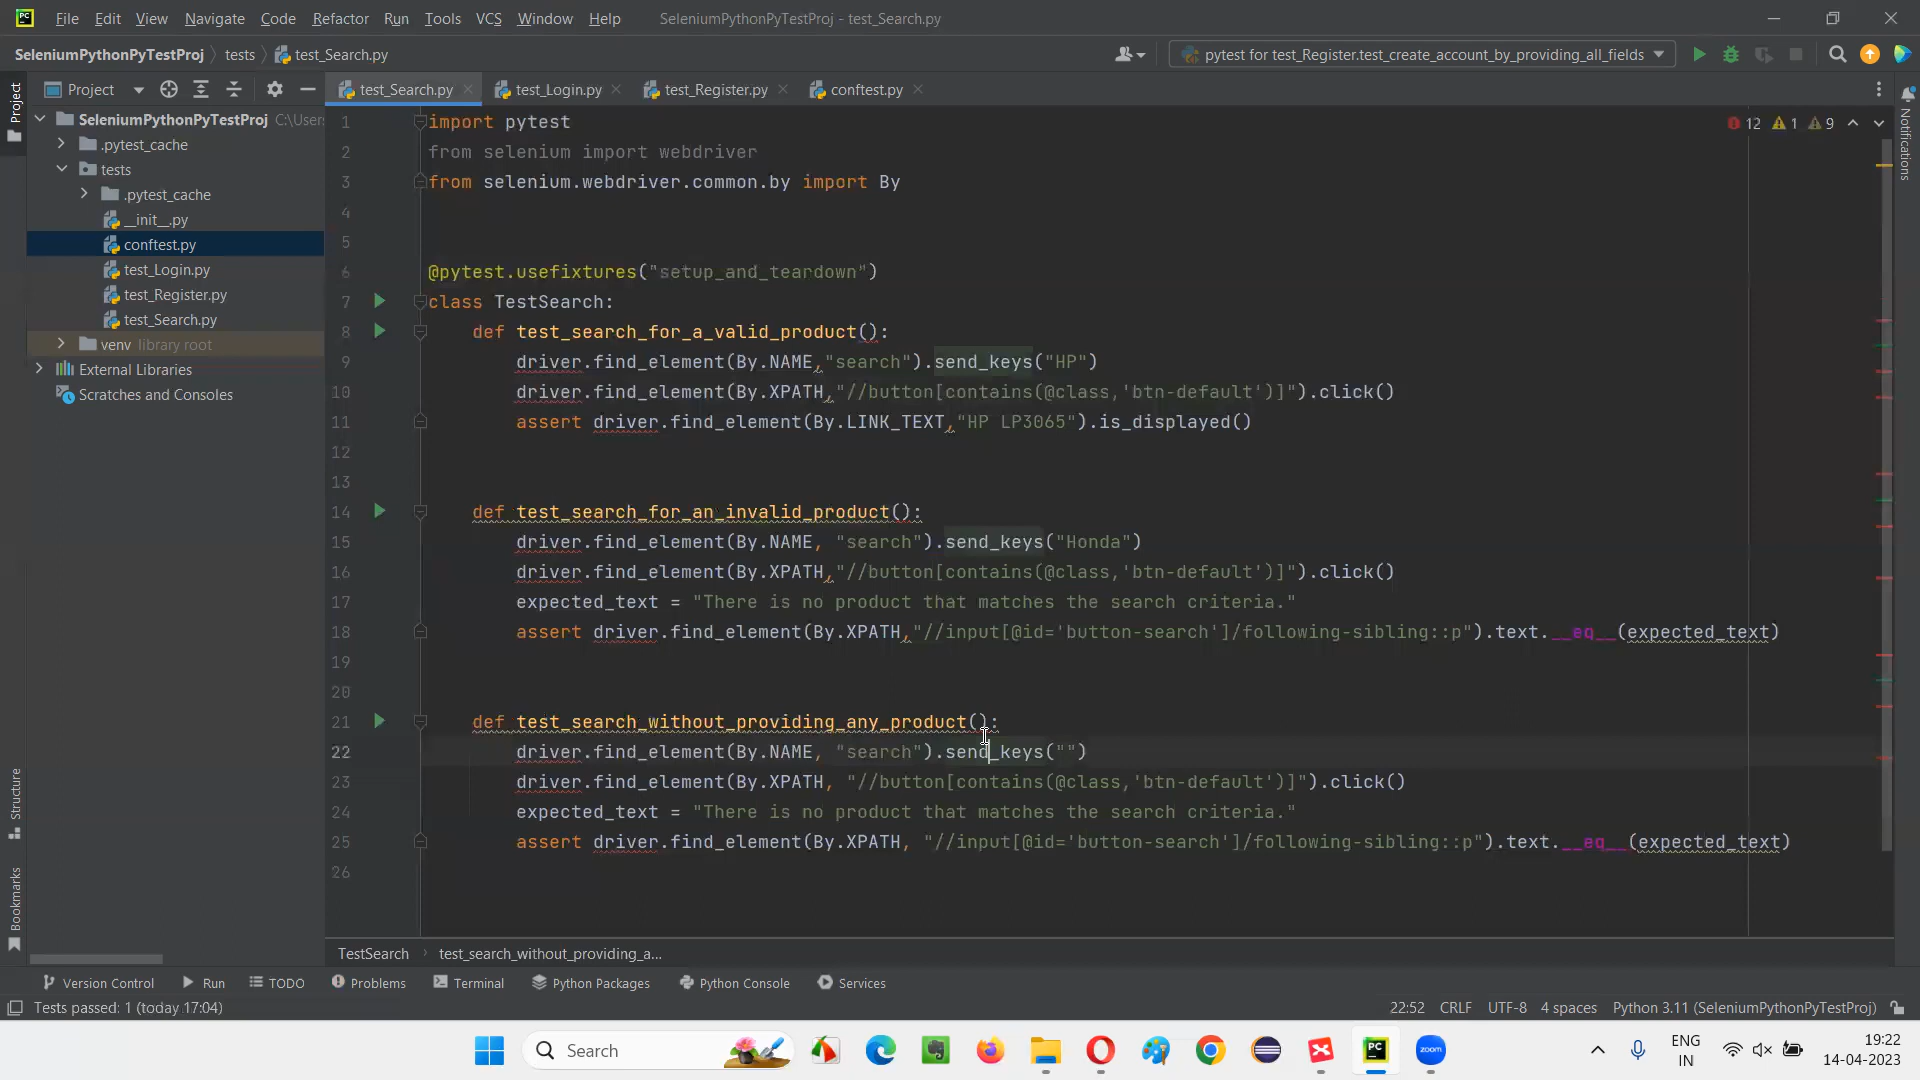 PC File Edit View Navigate Code Refactor Run Tools VCS Window Help SeleniumPythonPyTestProj - test_Search.py
SeleniumPythonPyTestProj tests test_Search.py pytest for test_Register.test_create_account_by_providing_all_fields
Project test_Search.py test_Login.py test_Register.py conftest.py
Project
Notifications
SeleniumPythonPyTestProj C:\Users
.pytest_cache
tests
.pytest_cache
__init__.py
conftest.py
test_Login.py
test_Register.py
test_Search.py
venv library root
External Libraries
Scratches and Consoles
12 1 9
1 import pytest
2 from selenium import webdriver
3 from selenium.webdriver.common.by import By
4
5
6 @pytest.usefixtures("setup_and_teardown")
7 class TestSearch:
8 def test_search_for_a_valid_product():
9 driver.find_element(By.NAME,"search").send_keys("HP")
10 driver.find_element(By.XPATH,"//button[contains(@class,'btn-default')]").click()
11 assert driver.find_element(By.LINK_TEXT,"HP LP3065").is_displayed()
12
13
14 def test_search_for_an_invalid_product():
15 driver.find_element(By.NAME, "search").send_keys("Honda")
16 driver.find_element(By.XPATH,"//button[contains(@class,'btn-default')]").click()
17 expected_text = "There is no product that matches the search criteria."
18 assert driver.find_element(By.XPATH,"//input[@id='button-search']/following-sibling::p").text.__eq__(expected_text)
19
20
21 def test_search_without_providing_any_product():
22 driver.find_element(By.NAME, "search").send_keys("")
23 driver.find_element(By.XPATH, "//button[contains(@class,'btn-default')]").click()
24 expected_text = "There is no product that matches the search criteria."
25 assert driver.find_element(By.XPATH, "//input[@id='button-search']/following-sibling::p").text.__eq__(expected_text)
26
Structure
Bookmarks
TestSearch test_search_without_providing_a...
Version Control Run TODO Problems Terminal Python Packages Python Console Services
Tests passed: 1 (today 17:04) 22:52 CRLF UTF-8 4 spaces Python 3.11 (SeleniumPythonPyTestProj)
Search PC zoom ENG 19:22
IN 14-04-2023